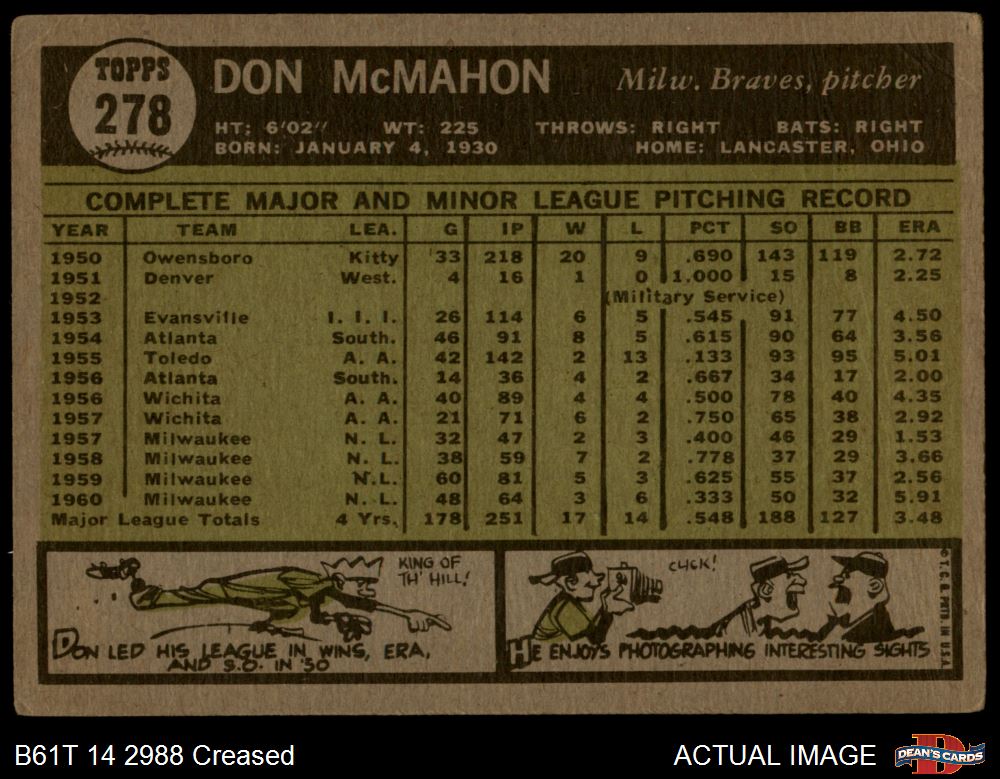 TOPPS
278
DON McMAHON
Milw. Braves, pitcher
HT: 6'02" WT: 225 THROWS: RIGHT BATS: RIGHT
BORN: JANUARY 4, 1930 HOME: LANCASTER, OHIO
COMPLETE MAJOR AND MINOR LEAGUE PITCHING RECORD
YEAR TEAM LEA. G IP W L PCT SO BB ERA
1950 Owensboro Kitty 33 218 20 9 .690 143 119 2.72
1951 Denver West. 4 16 1 0 1.000 15 8 2.25
1952 (Military Service)
1953 Evansville I. I. I. 26 114 6 5 .545 91 77 4.50
1954 Atlanta South. 46 91 8 5 .615 90 64 3.56
1955 Toledo A. A. 42 142 2 13 .133 93 95 5.01
1956 Atlanta South. 14 36 4 2 .667 34 17 2.00
1956 Wichita A. A. 40 89 4 4 .500 78 40 4.35
1957 Wichita A. A. 21 71 6 2 .750 65 38 2.92
1957 Milwaukee N. L. 32 47 2 3 .400 46 29 1.53
1958 Milwaukee N. L. 38 59 7 2 .778 37 29 3.66
1959 Milwaukee N.L. 60 81 5 3 .625 55 37 2.56
1960 Milwaukee N. L. 48 64 3 6 .333 50 32 5.91
Major League Totals 4 Yrs. 178 251 17 14 .548 188 127 3.48
KING OF
TH' HILL!
DON LED HIS LEAGUE IN WINS, ERA,
AND S.O. IN '50
CLICK!
HE ENJOYS PHOTOGRAPHING INTERESTING SIGHTS
© T.C.G. PRTD. IN U.S.A.
B61T 14 2988 Creased
ACTUAL IMAGE
DEAN'S CARDS